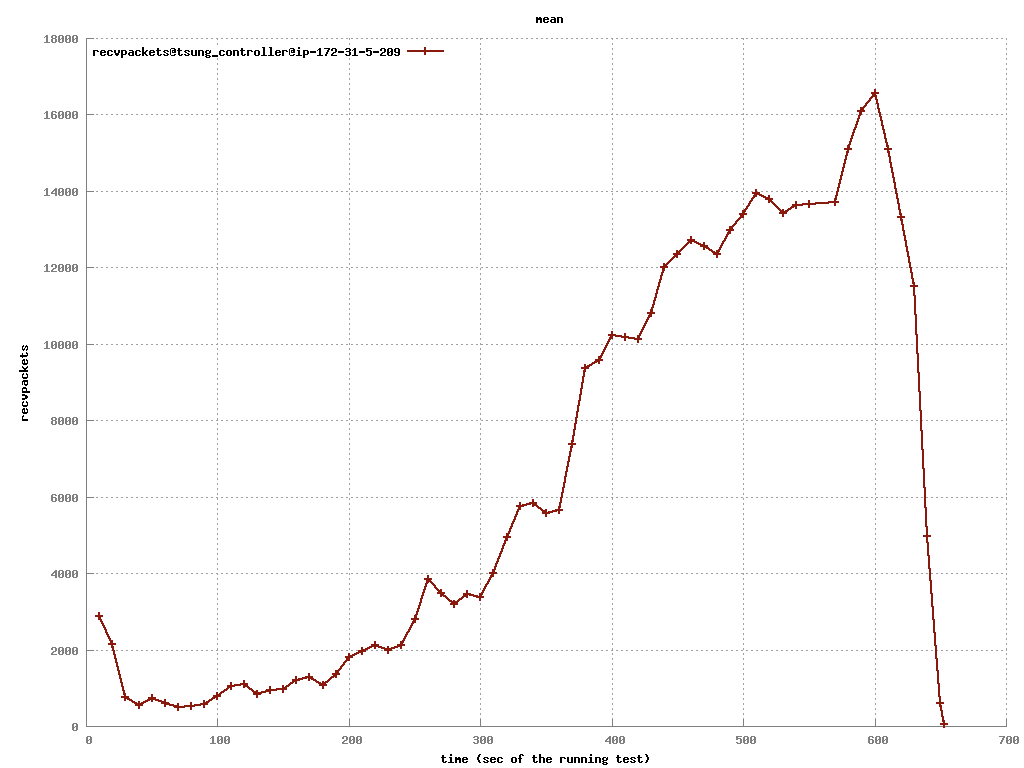 mean
18000
recvpackets@tsung_controller@ip-172-31-5-209
16000
14000
12000
10000
8000
6000
4000
2000
0
recvpackets
0 100 200 300 400 500 600 700
time (sec of the running test)